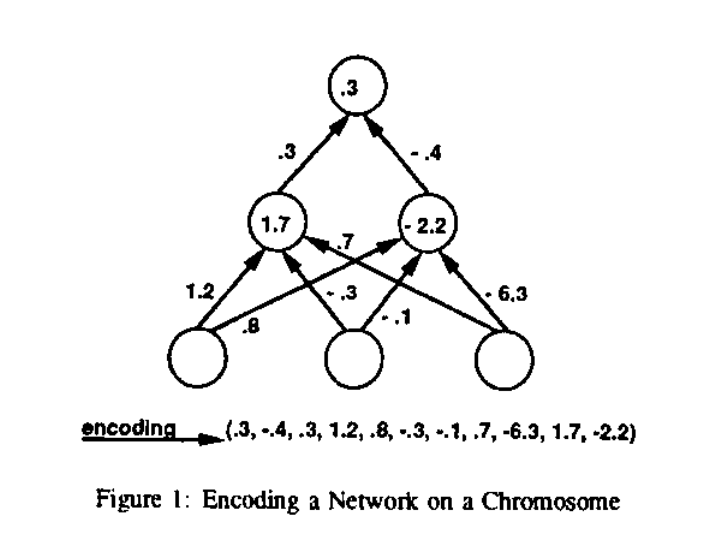 .3
.3 - .4
1.7 .7 - 2.2
1.2 - .3 - 6.3
.8 - .1
encoding (.3, -.4, .3, 1.2, .8, -.3, -.1, .7, -6.3, 1.7, -2.2)
Figure 1: Encoding a Network on a Chromosome